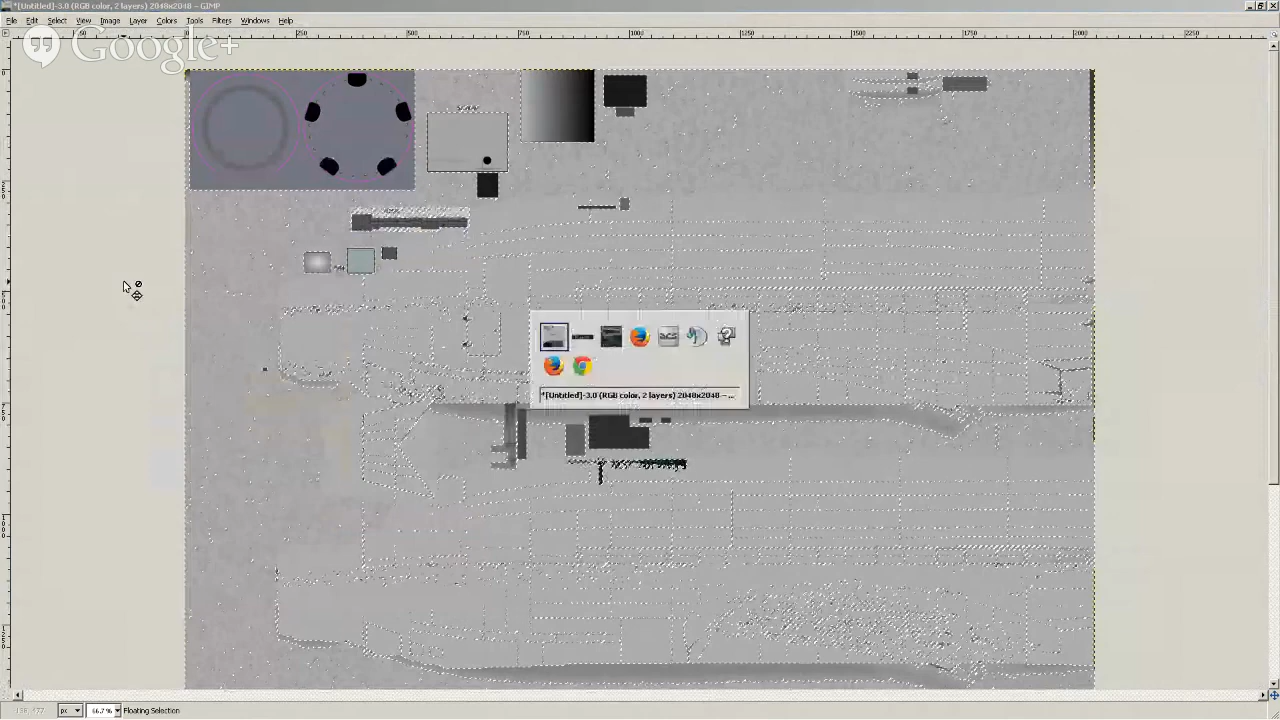 *[Untitled]-3.0 (RGB color, 2 layers) 2048x2048 – GIMP
File Edit Select View Image Layer Colors Tools Filters Windows Help
Google+
250 500 750 1000 1250 1500 1750 2000 2250
*[Untitled]-3.0 (RGB color, 2 layers) 2048x2048 – ...
px 66.7 % Floating Selection